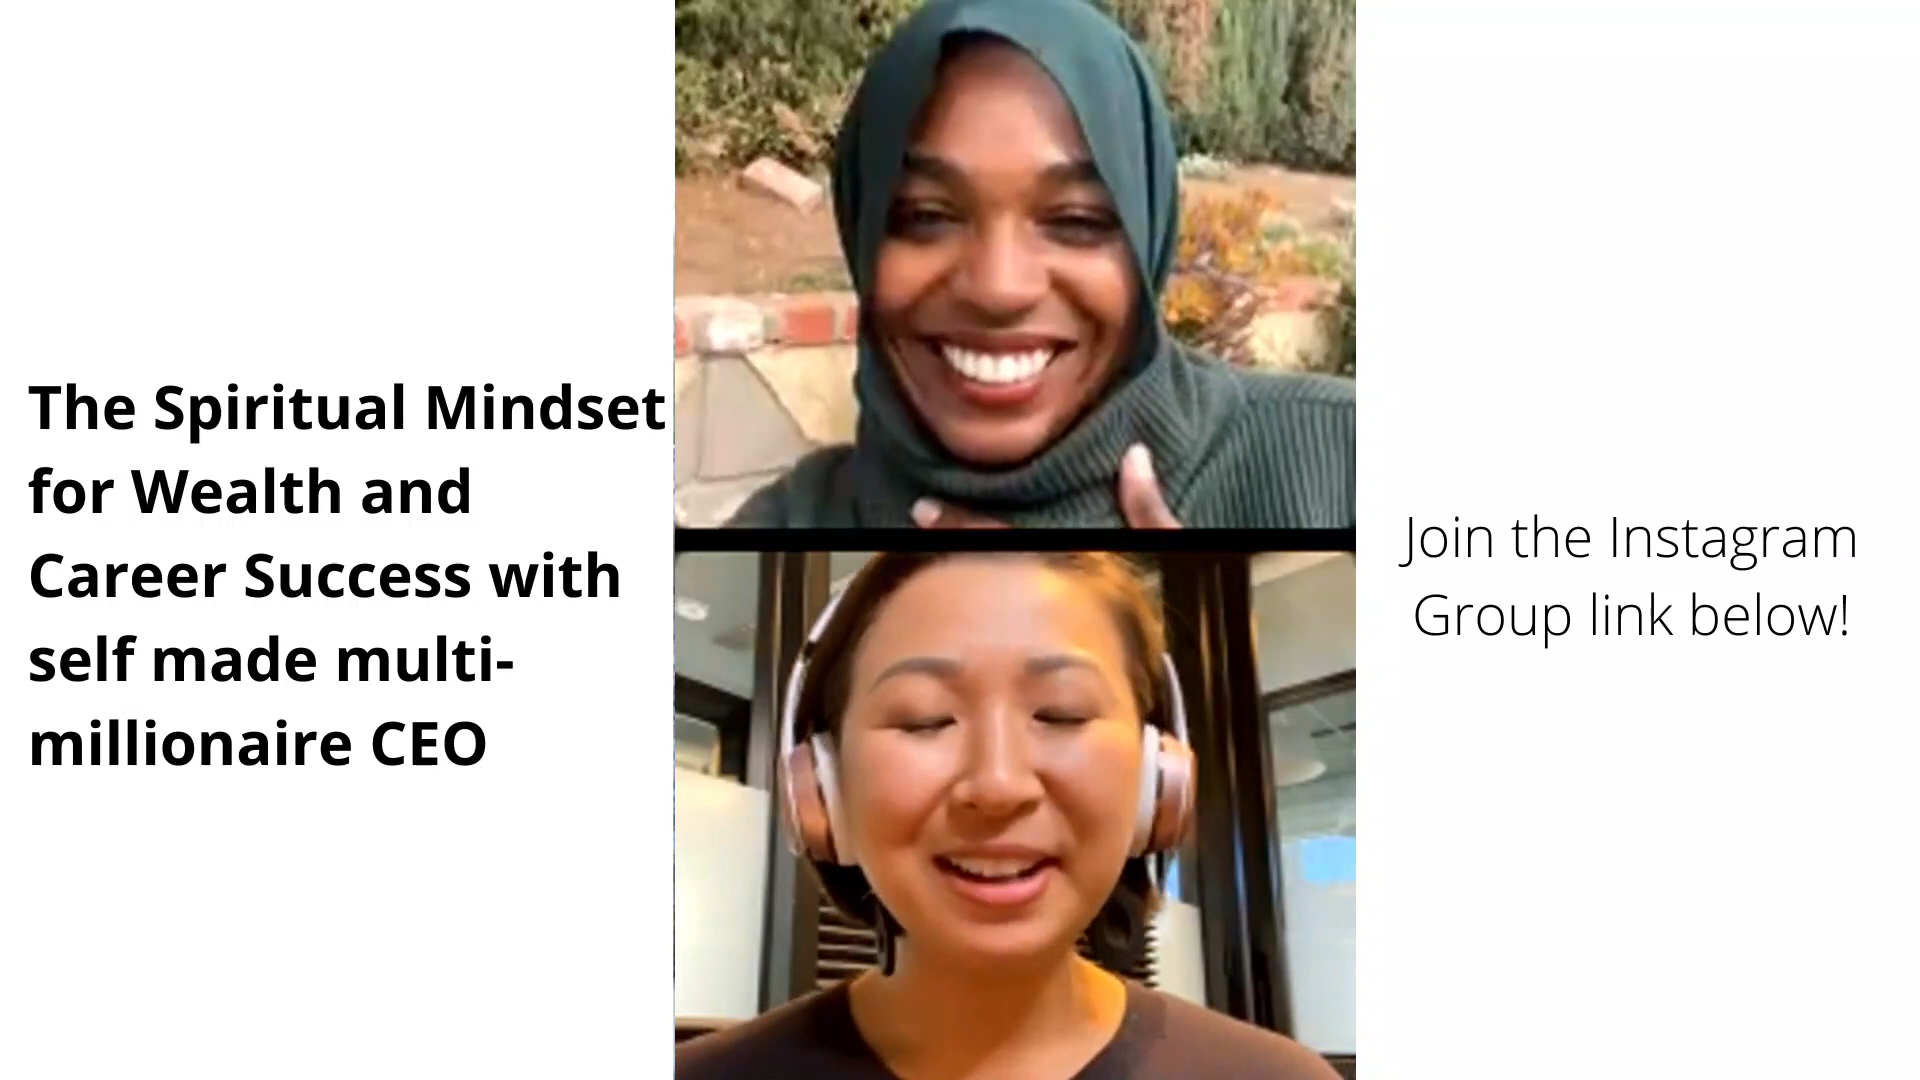 The Spiritual Mindset
for Wealth and
Career Success with
self made multi-
millionaire CEO
Join the Instagram
Group link below!